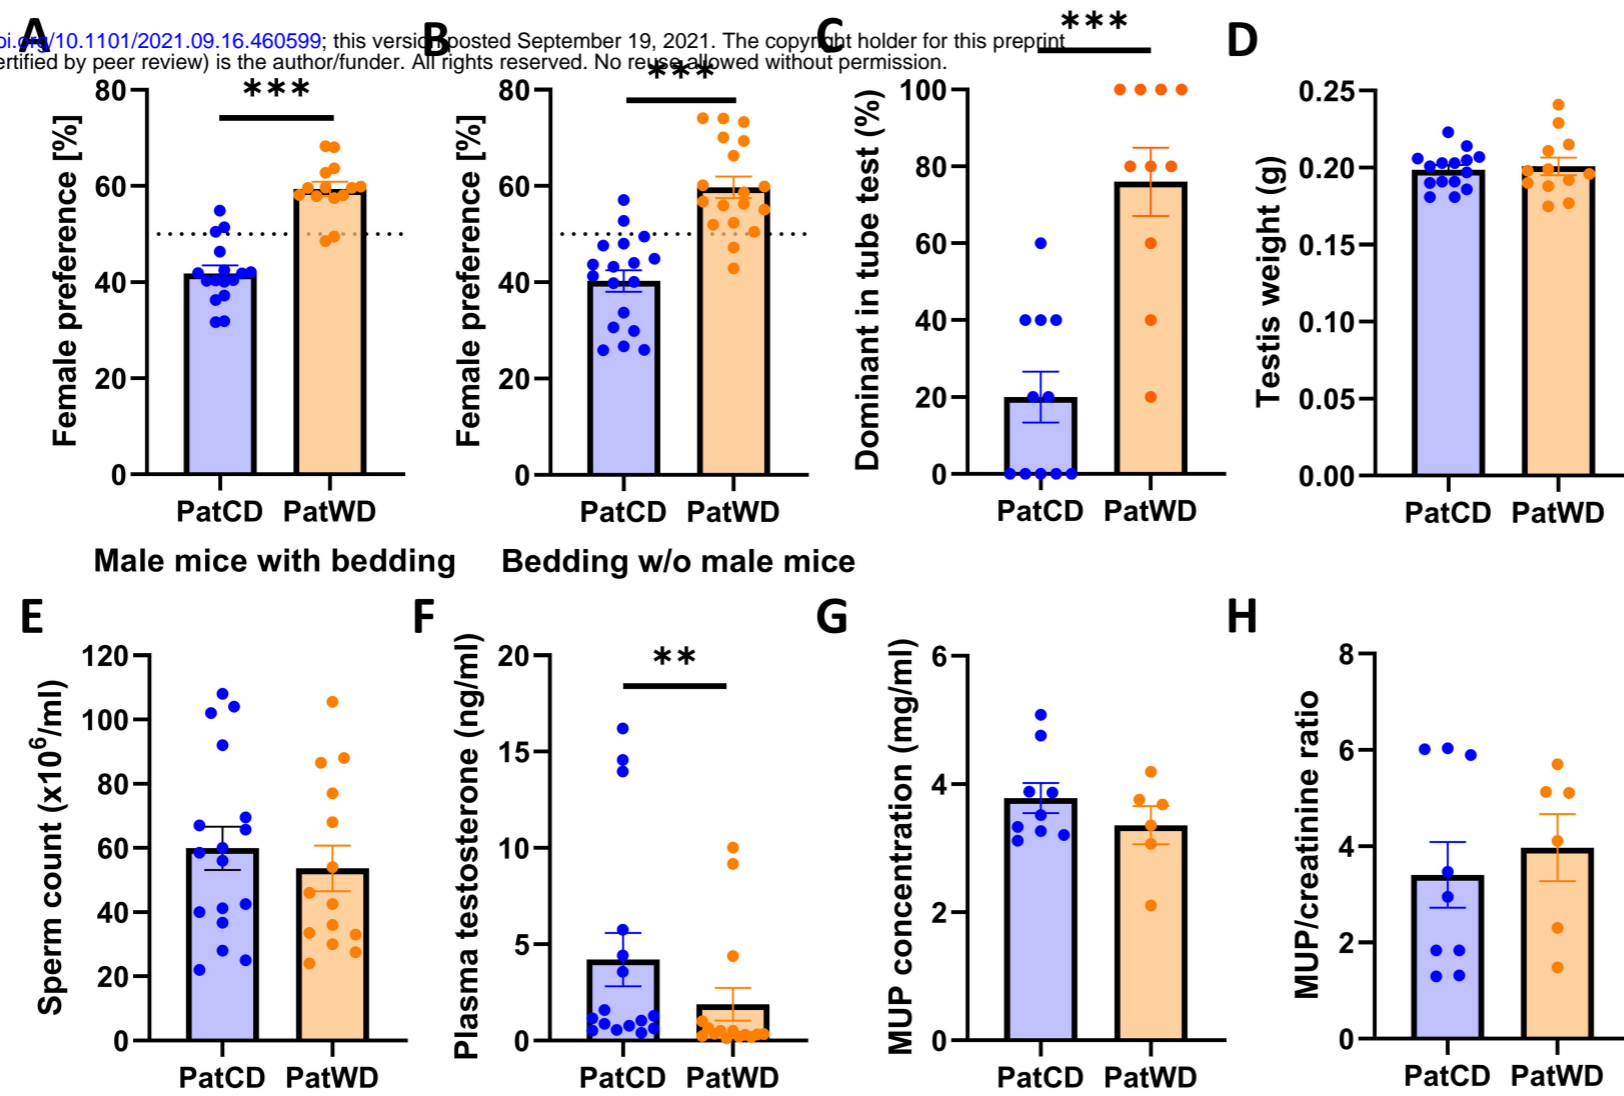 A B C D
oi.org/10.1101/2021.09.16.460599; this version posted September 19, 2021. The copyright holder for this preprint
ertified by peer review) is the author/funder. All rights reserved. No reuse allowed without permission.
Female preference [%]
80
60
40
20
0
***
PatCD PatWD
Male mice with bedding
Female preference [%]
80
60
40
20
0
***
PatCD PatWD
Bedding w/o male mice
Dominant in tube test (%)
100
80
60
40
20
0
***
PatCD PatWD
Testis weight (g)
0.25
0.20
0.15
0.10
0.05
0.00
PatCD PatWD
E
Sperm count (x10⁶/ml)
120
100
80
60
40
20
0
PatCD PatWD
F
Plasma testosterone (ng/ml)
20
15
10
5
0
**
PatCD PatWD
G
MUP concentration (mg/ml)
6
4
2
0
PatCD PatWD
H
MUP/creatinine ratio
8
6
4
2
0
PatCD PatWD